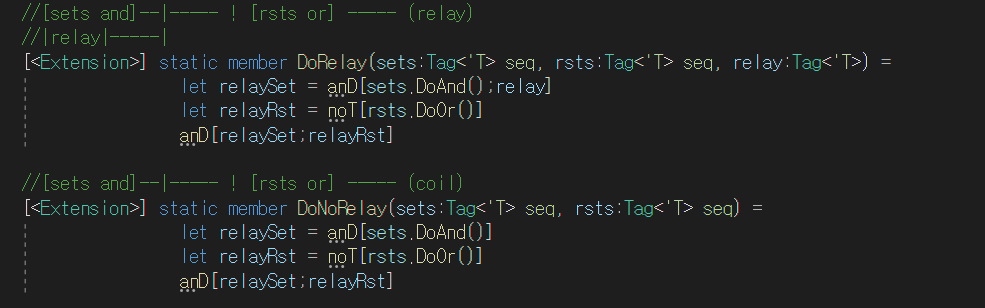 //[sets and]--|----- ! [rsts or] ----- (relay)
//|relay|-----|
[<Extension>] static member DoRelay(sets:Tag<'T> seq, rsts:Tag<'T> seq, relay:Tag<'T>) =
let relaySet = anD[sets.DoAnd();relay]
let relayRst = noT[rsts.DoOr()]
anD[relaySet;relayRst]
//[sets and]--|----- ! [rsts or] ----- (coil)
[<Extension>] static member DoNoRelay(sets:Tag<'T> seq, rsts:Tag<'T> seq) =
let relaySet = anD[sets.DoAnd()]
let relayRst = noT[rsts.DoOr()]
anD[relaySet;relayRst]